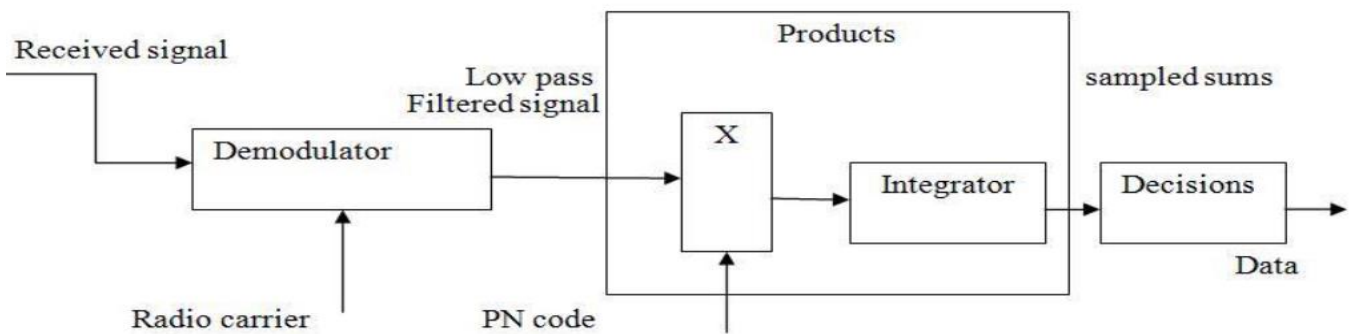 Products
Received signal
Low pass
Filtered signal
sampled sums
Demodulator
X
Integrator
Decisions
Data
Radio carrier
PN code